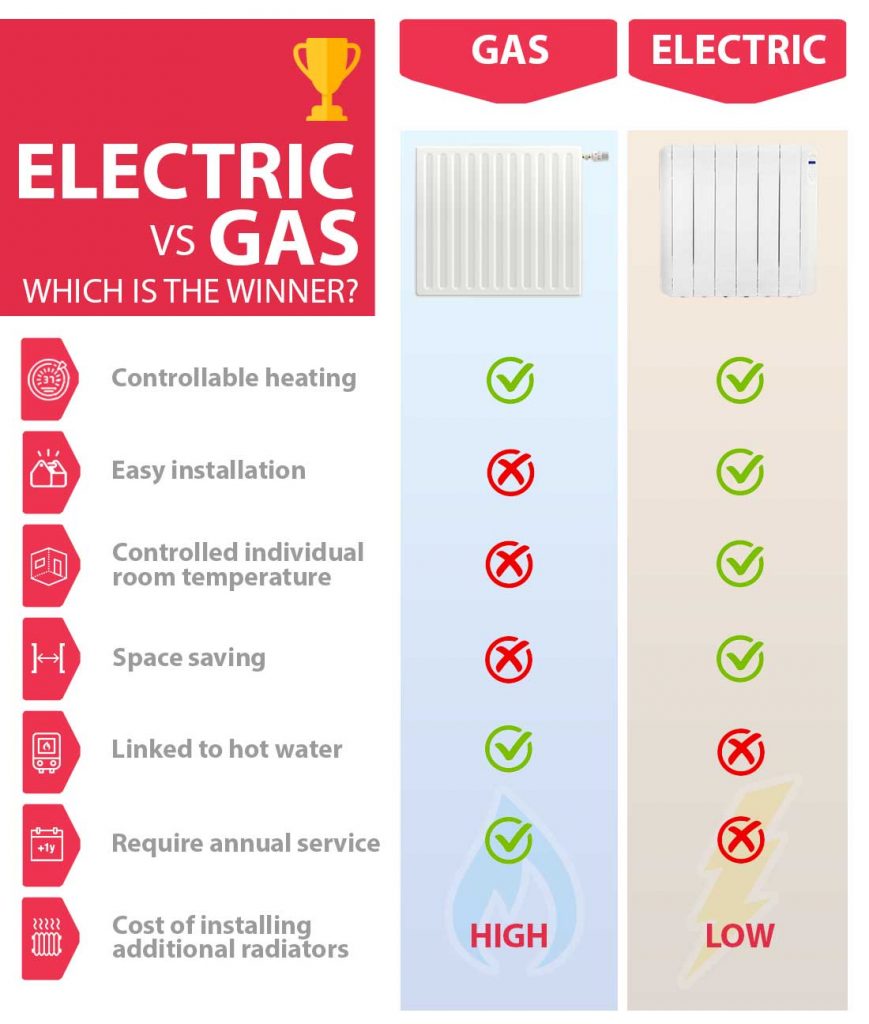 ELECTRIC
VS GAS
WHICH IS THE WINNER?
GAS
ELECTRIC
Controllable heating
Easy installation
Controlled individual
room temperature
Space saving
Linked to hot water
+1y
Require annual service
Cost of installing
additional radiators
HIGH
LOW